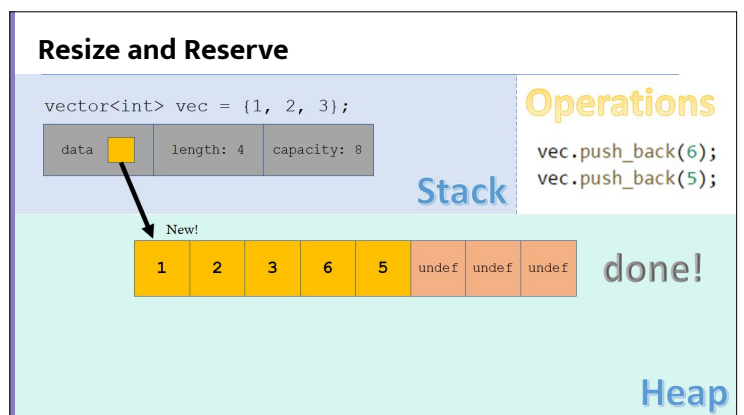 Resize and Reserve
vector<int> vec = {1, 2, 3};
data length: 4 capacity: 8
Stack
Operations
vec.push_back(6);
vec.push_back(5);
New!
1 2 3 6 5 undef undef undef
done!
Heap